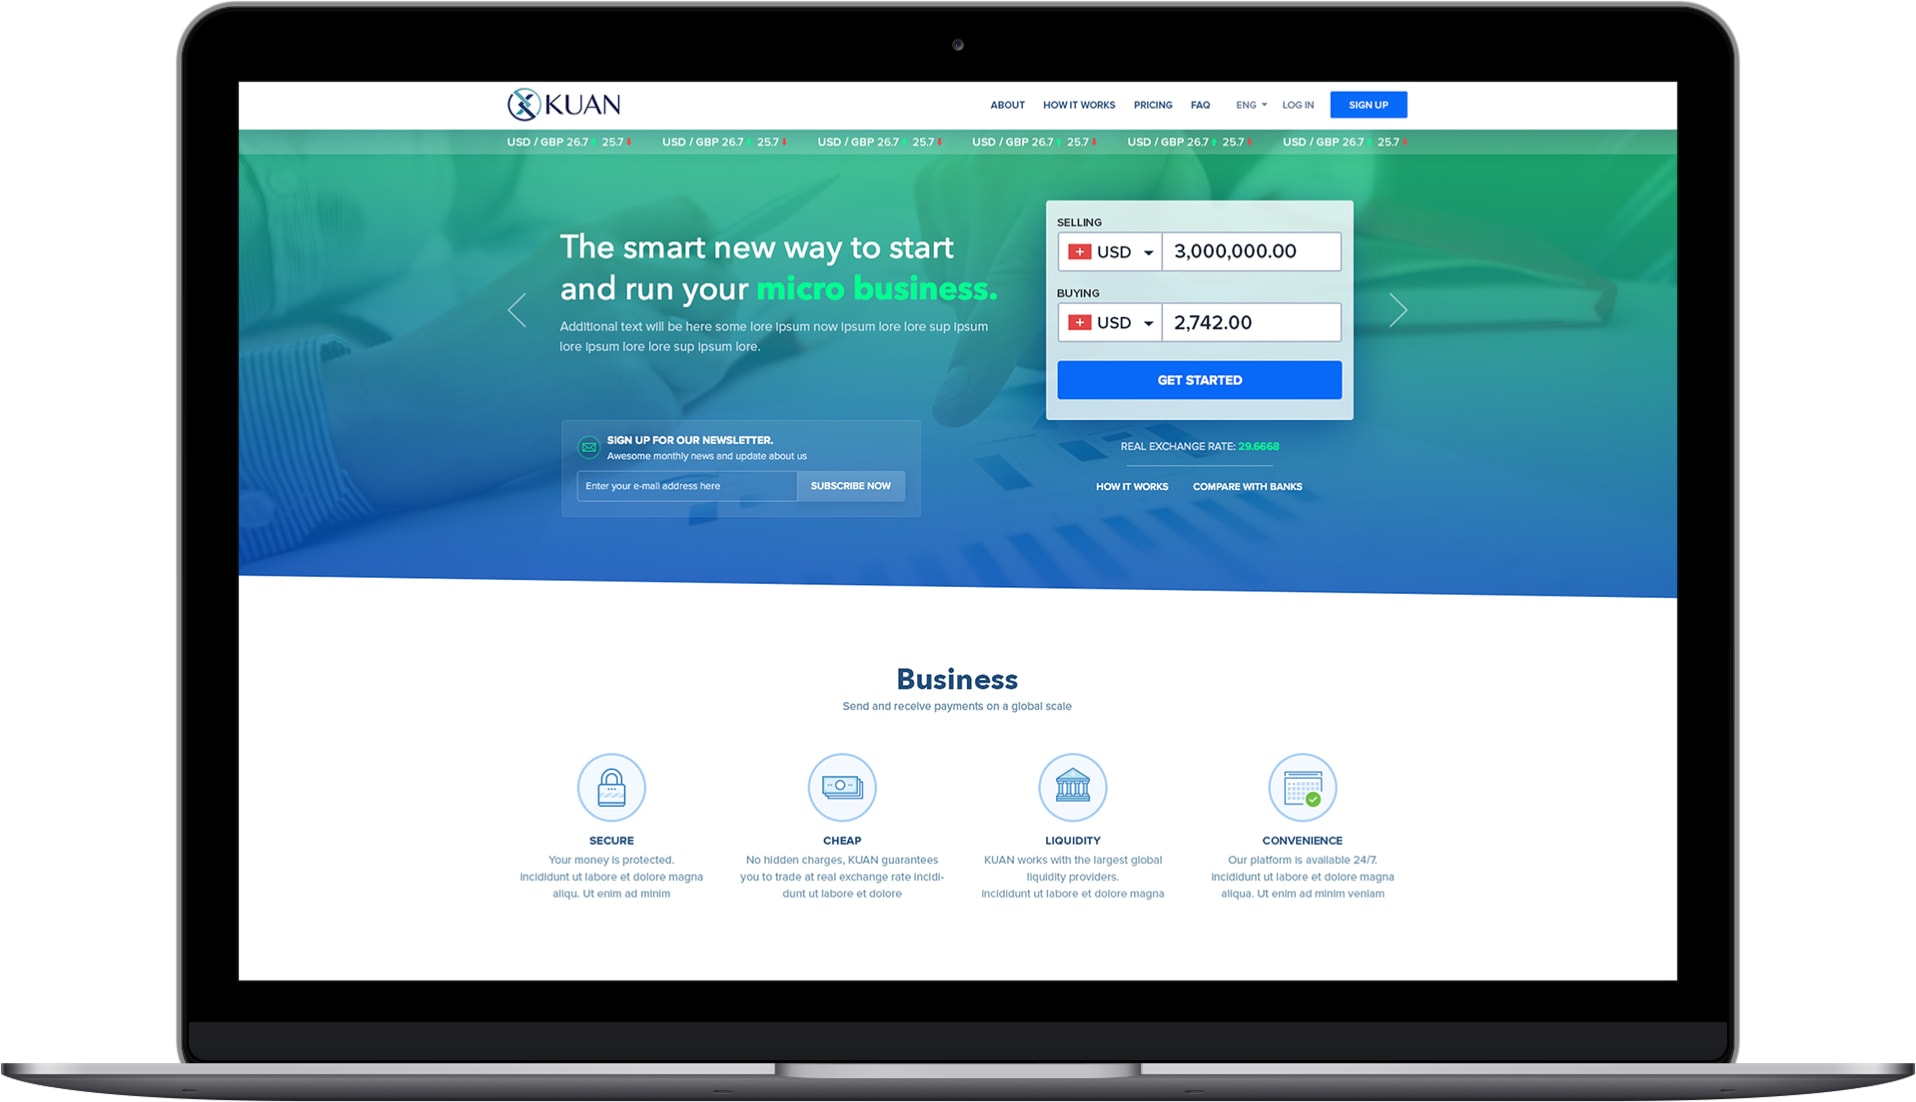 KUAN
ABOUT HOW IT WORKS PRICING FAQ ENG LOG IN SIGN UP
USD / GBP 26.7 25.7 USD / GBP 26.7 25.7 USD / GBP 26.7 25.7 USD / GBP 26.7 25.7 USD / GBP 26.7 25.7 USD / GBP 26.7 25.7
The smart new way to start
and run your micro business.
Additional text will be here some lore ipsum now ipsum lore lore sup ipsum
lore ipsum lore lore sup ipsum lore.
SIGN UP FOR OUR NEWSLETTER.
Awesome monthly news and update about us
Enter your e-mail address here SUBSCRIBE NOW
SELLING
USD 3,000,000.00
BUYING
USD 2,742.00
GET STARTED
REAL EXCHANGE RATE: 29.6668
HOW IT WORKS COMPARE WITH BANKS
Business
Send and receive payments on a global scale
SECURE
Your money is protected.
incididunt ut labore et dolore magna
aliqu. Ut enim ad minim
CHEAP
No hidden charges, KUAN guarantees
you to trade at real exchange rate incidi-
dunt ut labore et dolore
LIQUIDITY
KUAN works with the largest global
liquidity providers.
incididunt ut labore et dolore magna
CONVENIENCE
Our platform is available 24/7.
incididunt ut labore et dolore magna
aliqua. Ut enim ad minim veniam